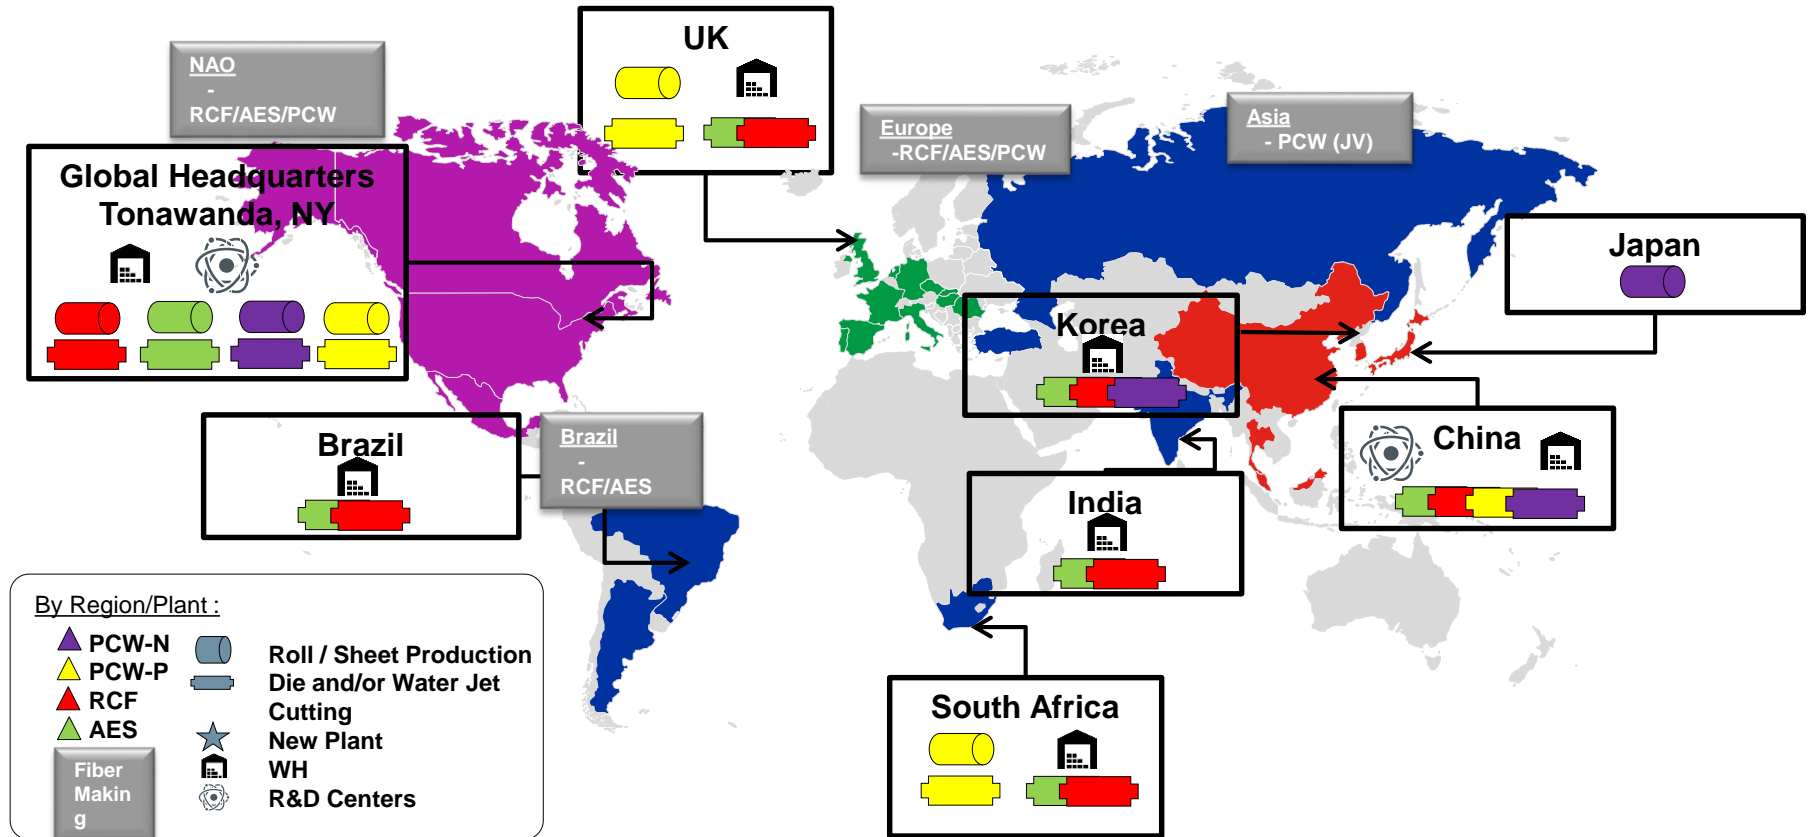 UK
NAO
-
RCF/AES/PCW
Europe
-RCF/AES/PCW
Asia
- PCW (JV)
Global Headquarters
Tonawanda, NY
Japan
Korea
Brazil
Brazil
-
RCF/AES
China
India
South Africa
By Region/Plant :
PCW-N
PCW-P
RCF
AES
Fiber
Makin
g
Roll / Sheet Production
Die and/or Water Jet
Cutting
New Plant
WH
R&D Centers